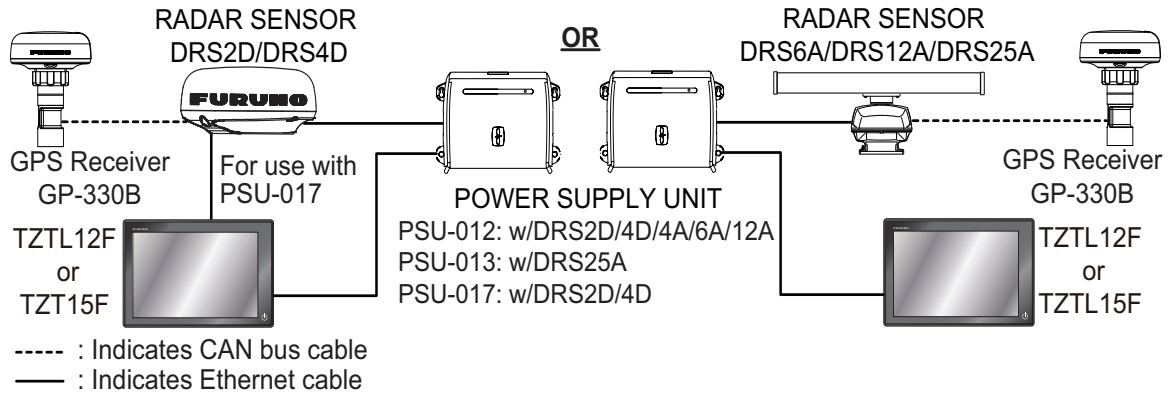 RADAR SENSOR
DRS2D/DRS4D
OR
RADAR SENSOR
DRS6A/DRS12A/DRS25A
FURUNO
GPS Receiver
GP-330B
For use with
PSU-017
POWER SUPPLY UNIT
PSU-012: w/DRS2D/4D/4A/6A/12A
PSU-013: w/DRS25A
PSU-017: w/DRS2D/4D
GPS Receiver
GP-330B
TZTL12F
or
TZT15F
TZTL12F
or
TZTL15F
: Indicates CAN bus cable
: Indicates Ethernet cable